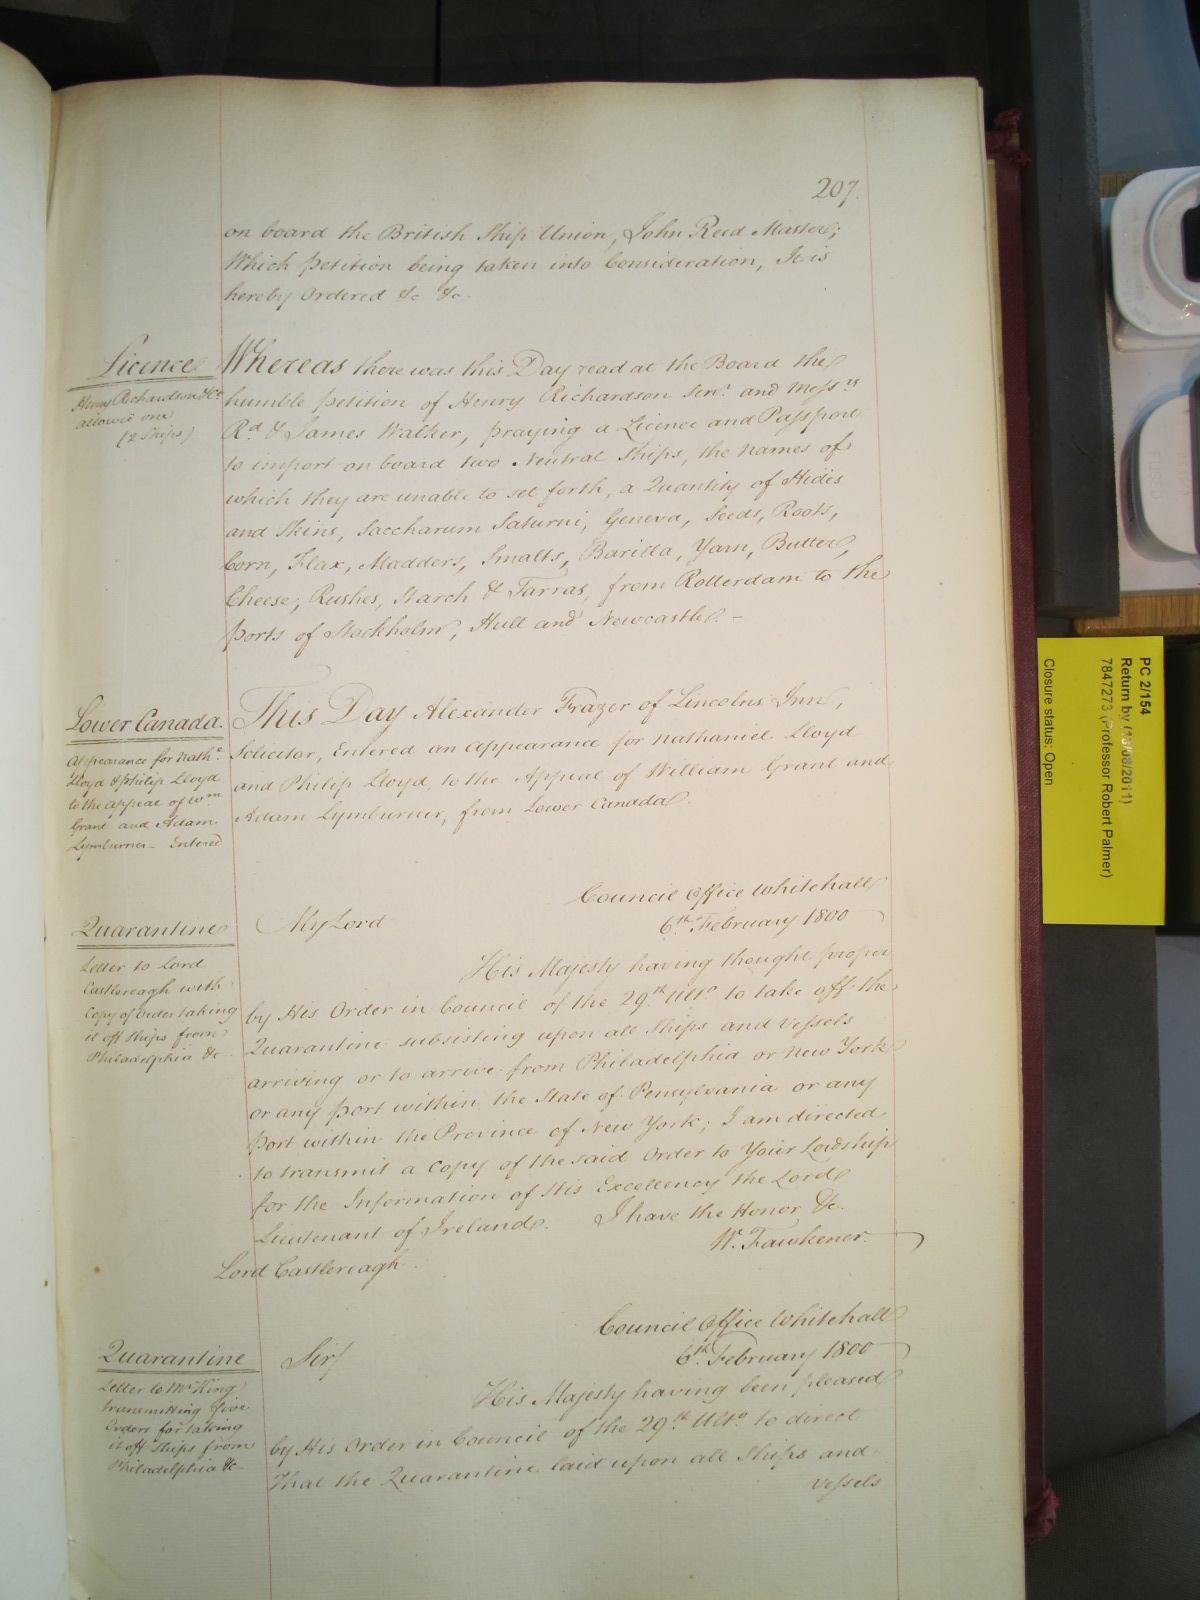 207.
on board the British Ship Union, John Reed Master;
Which petition being taken into Consideration, It is
hereby Ordered &c &c.
Licence
Henry Richardson & Co
allowed one
(2 Ships)
Whereas there was this Day read at the Board the
humble petition of Henry Richardson Senr. and Messrs
Rd. & James Walker, praying a Licence and Passport
to import on board two Neutral Ships, the names of
which they are unable to set forth, a Quantity of Hides
and Skins, Saccharum Saturni, Geneva, Seeds, Roots,
Corn, Flax, Madders, Smalts, Barilla, Yarn, Butter,
Cheese, Rushes, Starch & Tarras, from Rotterdam to the
ports of Stockholm, Hull and Newcastle. –
Lower Canada.
Appearance for Nathl.
Lloyd & philip Lloyd
to the appeal of Wm
Grant and Adam
Lymburner – Entered
This Day Alexander Frazer of Lincolns Inn,
Solicitor, Entered an appearance for Nathaniel Lloyd
and Philip Lloyd, to the Appeal of William Grant and
Adam Lymburner, from Lower Canada.
Council Office Whitehall
6th. February 1800
Quarantine
Letter to Lord
Castlereagh with
Copy of Order taking
it off Ships from
Philadelphia &c
My Lord
His Majesty having thought proper
by His Order in Council of the 29th. Ulto. to take off the
Quarantine subsisting upon all Ships and Vessels
arriving or to arrive from Philadelphia or New York
or any port within the State of Pensylvania or any
port within the Province of New York; I am directed
to transmit a Copy of the said Order to Your Lordship
for the Information of His Excellency the Lord
Lieutenant of Ireland. I have the Honor &c.
W. Fawkener.
Lord Castlereagh
Council Office Whitehall
6th. February 1800
Quarantine
Letter to Mr King
transmitting five
Orders for taking
it off Ships from
Philadelphia &c –
Sir/
His Majesty having been pleased
by His Order in Council of the 29th. Ulto. to direct
that the Quarantine laid upon all Ships and
vessels
PC 2/154
Return by (13/08/2011)
7847273 (Professor Robert Palmer)
Closure status: Open